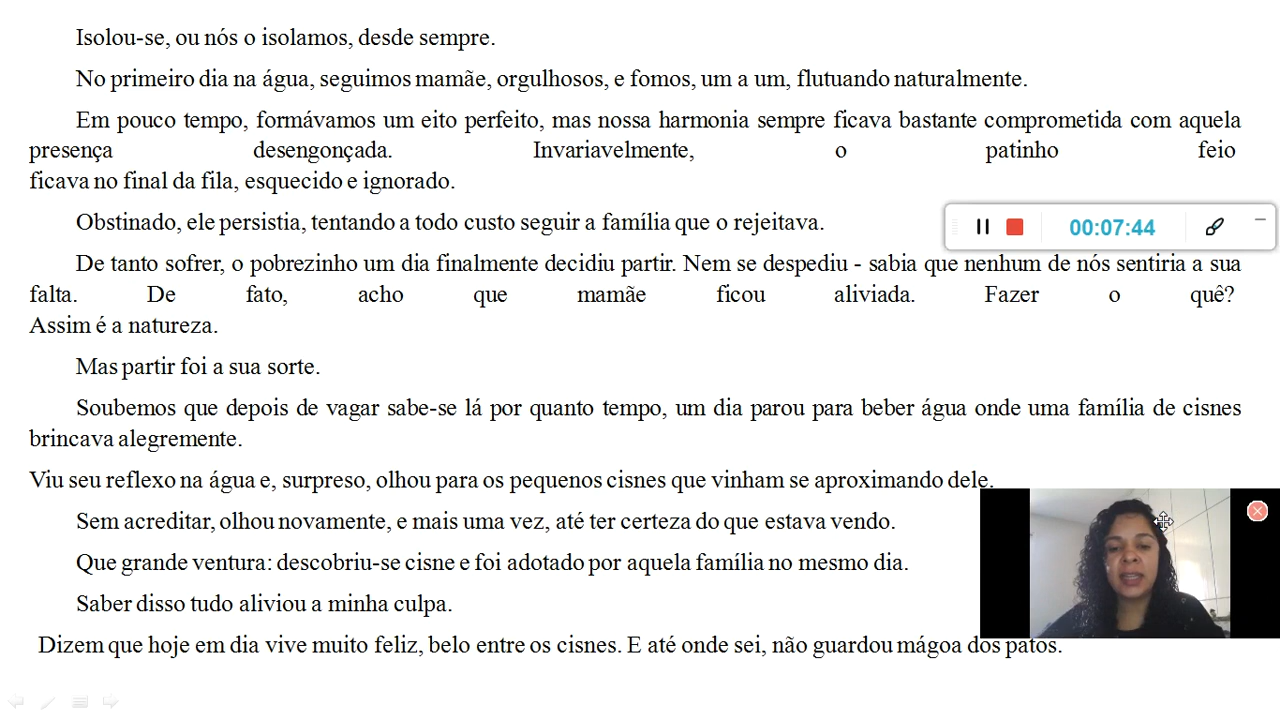 Isolou-se, ou nós o isolamos, desde sempre.
No primeiro dia na água, seguimos mamãe, orgulhosos, e fomos, um a um, flutuando naturalmente.
Em pouco tempo, formávamos um eito perfeito, mas nossa harmonia sempre ficava bastante comprometida com aquela
presença desengonçada. Invariavelmente, o patinho feio
ficava no final da fila, esquecido e ignorado.
Obstinado, ele persistia, tentando a todo custo seguir a família que o rejeitava.
00:07:44
De tanto sofrer, o pobrezinho um dia finalmente decidiu partir. Nem se despediu - sabia que nenhum de nós sentiria a sua
falta. De fato, acho que mamãe ficou aliviada. Fazer o quê?
Assim é a natureza.
Mas partir foi a sua sorte.
Soubemos que depois de vagar sabe-se lá por quanto tempo, um dia parou para beber água onde uma família de cisnes
brincava alegremente.
Viu seu reflexo na água e, surpreso, olhou para os pequenos cisnes que vinham se aproximando dele.
Sem acreditar, olhou novamente, e mais uma vez, até ter certeza do que estava vendo.
Que grande ventura: descobriu-se cisne e foi adotado por aquela família no mesmo dia.
Saber disso tudo aliviou a minha culpa.
Dizem que hoje em dia vive muito feliz, belo entre os cisnes. E até onde sei, não guardou mágoa dos patos.